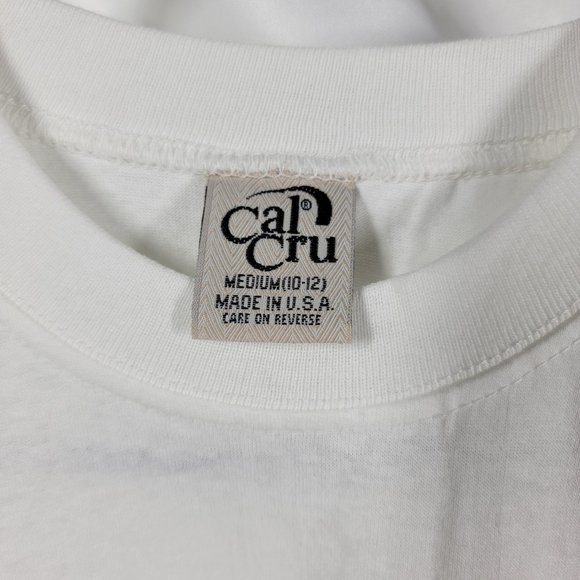 Cal®
Cru
MEDIUM(10-12)
MADE IN U.S.A.
CARE ON REVERSE